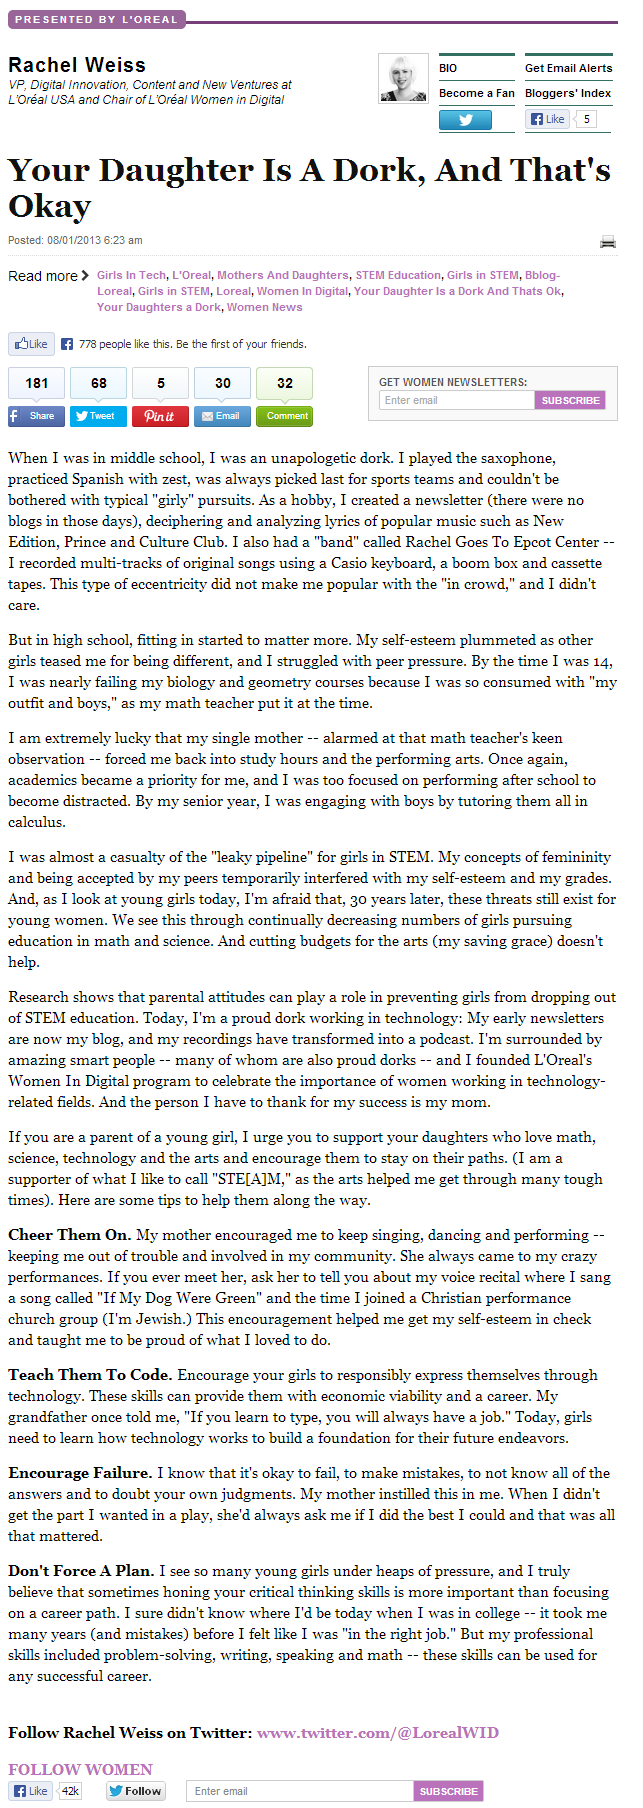 PRESENTED BY L'OREAL
Rachel Weiss
VP, Digital Innovation, Content and New Ventures at
L'Oréal USA and Chair of L'Oréal Women in Digital
BIO
Get Email Alerts
Become a Fan
Bloggers' Index
Like
5
Your Daughter Is A Dork, And That's
Okay
Posted: 08/01/2013 6:23 am
Read more
Girls In Tech, L'Oreal, Mothers And Daughters, STEM Education, Girls in STEM, Bblog-
Loreal, Girls in STEM, Loreal, Women In Digital, Your Daughter Is a Dork And Thats Ok,
Your Daughters a Dork, Women News
Like
778 people like this. Be the first of your friends.
181
68
5
30
32
Share
Tweet
Pin it
Email
Comment
GET WOMEN NEWSLETTERS:
Enter email
SUBSCRIBE
When I was in middle school, I was an unapologetic dork. I played the saxophone,
practiced Spanish with zest, was always picked last for sports teams and couldn't be
bothered with typical "girly" pursuits. As a hobby, I created a newsletter (there were no
blogs in those days), deciphering and analyzing lyrics of popular music such as New
Edition, Prince and Culture Club. I also had a "band" called Rachel Goes To Epcot Center --
I recorded multi-tracks of original songs using a Casio keyboard, a boom box and cassette
tapes. This type of eccentricity did not make me popular with the "in crowd," and I didn't
care.
But in high school, fitting in started to matter more. My self-esteem plummeted as other
girls teased me for being different, and I struggled with peer pressure. By the time I was 14,
I was nearly failing my biology and geometry courses because I was so consumed with "my
outfit and boys," as my math teacher put it at the time.
I am extremely lucky that my single mother -- alarmed at that math teacher's keen
observation -- forced me back into study hours and the performing arts. Once again,
academics became a priority for me, and I was too focused on performing after school to
become distracted. By my senior year, I was engaging with boys by tutoring them all in
calculus.
I was almost a casualty of the "leaky pipeline" for girls in STEM. My concepts of femininity
and being accepted by my peers temporarily interfered with my self-esteem and my grades.
And, as I look at young girls today, I'm afraid that, 30 years later, these threats still exist for
young women. We see this through continually decreasing numbers of girls pursuing
education in math and science. And cutting budgets for the arts (my saving grace) doesn't
help.
Research shows that parental attitudes can play a role in preventing girls from dropping out
of STEM education. Today, I'm a proud dork working in technology: My early newsletters
are now my blog, and my recordings have transformed into a podcast. I'm surrounded by
amazing smart people -- many of whom are also proud dorks -- and I founded L'Oreal's
Women In Digital program to celebrate the importance of women working in technology-
related fields. And the person I have to thank for my success is my mom.
If you are a parent of a young girl, I urge you to support your daughters who love math,
science, technology and the arts and encourage them to stay on their paths. (I am a
supporter of what I like to call "STE[A]M," as the arts helped me get through many tough
times). Here are some tips to help them along the way.
Cheer Them On. My mother encouraged me to keep singing, dancing and performing --
keeping me out of trouble and involved in my community. She always came to my crazy
performances. If you ever meet her, ask her to tell you about my voice recital where I sang
a song called "If My Dog Were Green" and the time I joined a Christian performance
church group (I'm Jewish.) This encouragement helped me get my self-esteem in check
and taught me to be proud of what I loved to do.
Teach Them To Code. Encourage your girls to responsibly express themselves through
technology. These skills can provide them with economic viability and a career. My
grandfather once told me, "If you learn to type, you will always have a job." Today, girls
need to learn how technology works to build a foundation for their future endeavors.
Encourage Failure. I know that it's okay to fail, to make mistakes, to not know all of the
answers and to doubt your own judgments. My mother instilled this in me. When I didn't
get the part I wanted in a play, she'd always ask me if I did the best I could and that was all
that mattered.
Don't Force A Plan. I see so many young girls under heaps of pressure, and I truly
believe that sometimes honing your critical thinking skills is more important than focusing
on a career path. I sure didn't know where I'd be today when I was in college -- it took me
many years (and mistakes) before I felt like I was "in the right job." But my professional
skills included problem-solving, writing, speaking and math -- these skills can be used for
any successful career.
Follow Rachel Weiss on Twitter: www.twitter.com/@LorealWID
FOLLOW WOMEN
Like
42k
Follow
Enter email
SUBSCRIBE